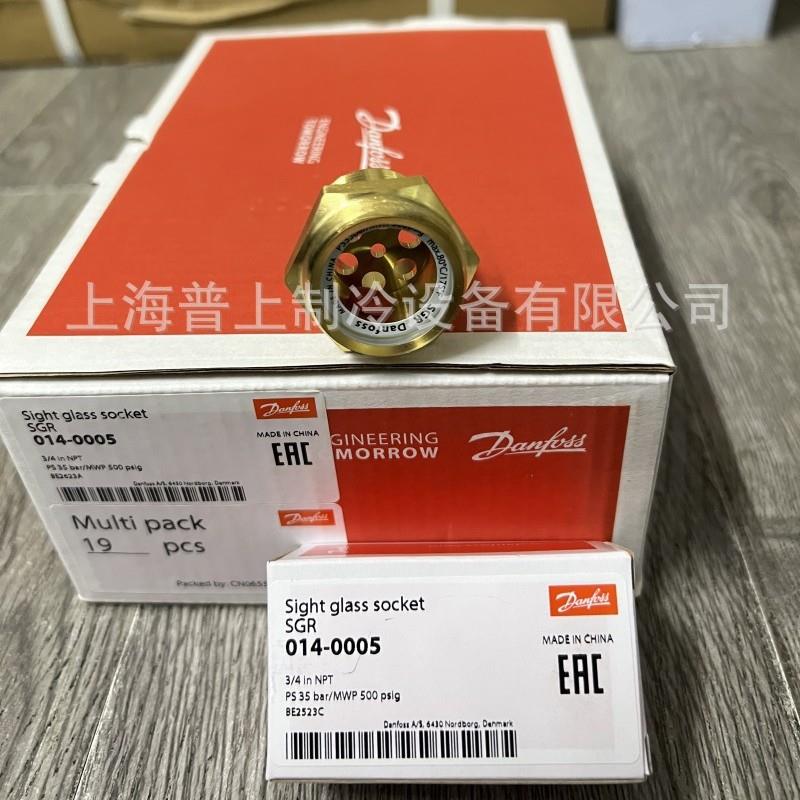 Danfoss
ENGINEERING
TOMORROW
max.80°C/175°F SGR Danfoss
上海普上制冷设备有限公司
Sight glass socket
SGR
014-0005
3/4 in NPT
PS 35 bar/MWP 500 psig
BE2623A
Danfoss A/S, 6430 Nordborg, Denmark
Danfoss
MADE IN CHINA
EAC
GINEERING
MORROW
Danfoss
Multi pack
19 pcs
Danfoss
Packed by:
Sight glass socket
SGR
014-0005
3/4 in NPT
PS 35 bar/MWP 500 psig
BE2523C
Danfoss A/S, 6430 Nordborg, Denmark
Danfoss
MADE IN CHINA
EAC